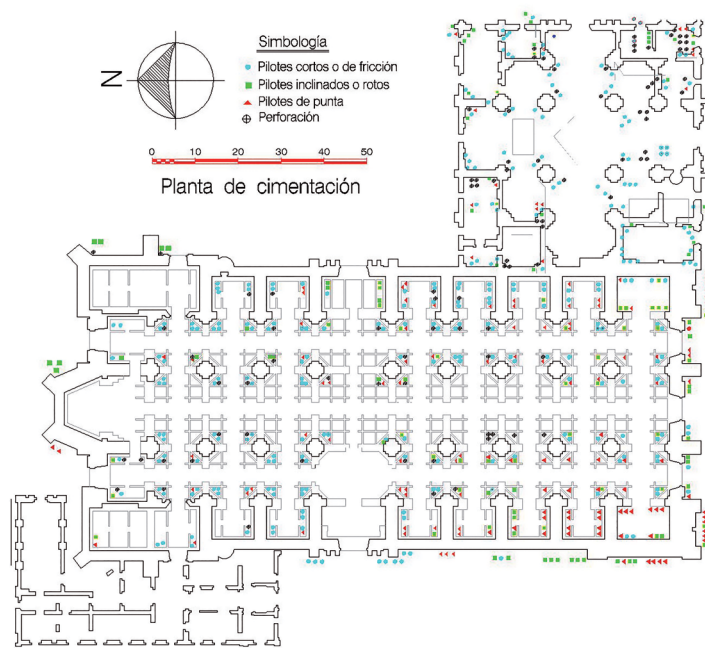 N
Simbología
Pilotes cortos o de fricción
Pilotes inclinados o rotos
Pilotes de punta
Perforación
0 10 20 30 40 50
Planta de cimentación